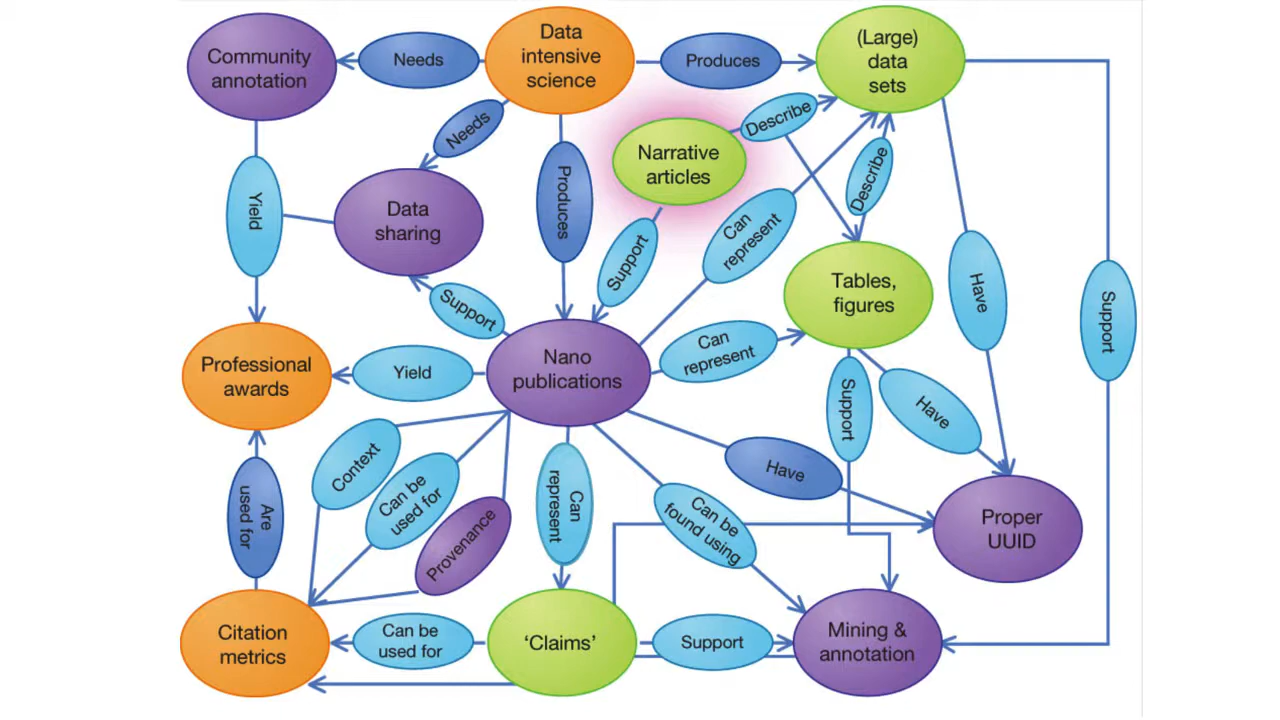 Community
annotation
Needs
Data
intensive
science
Produces
(Large)
data
sets
Needs
Describe
Narrative
articles
Describe
Yield
Data
sharing
Produces
Can
represent
Support
Have
Tables,
figures
Support
Support
Professional
awards
Yield
Nano
publications
Can
represent
Support
Have
Context
Can be
used for
Provenance
Can
represent
Have
Can be
found using
Are
used for
Proper
UUID
Citation
metrics
Can be
used for
‘Claims’
Support
Mining &
annotation